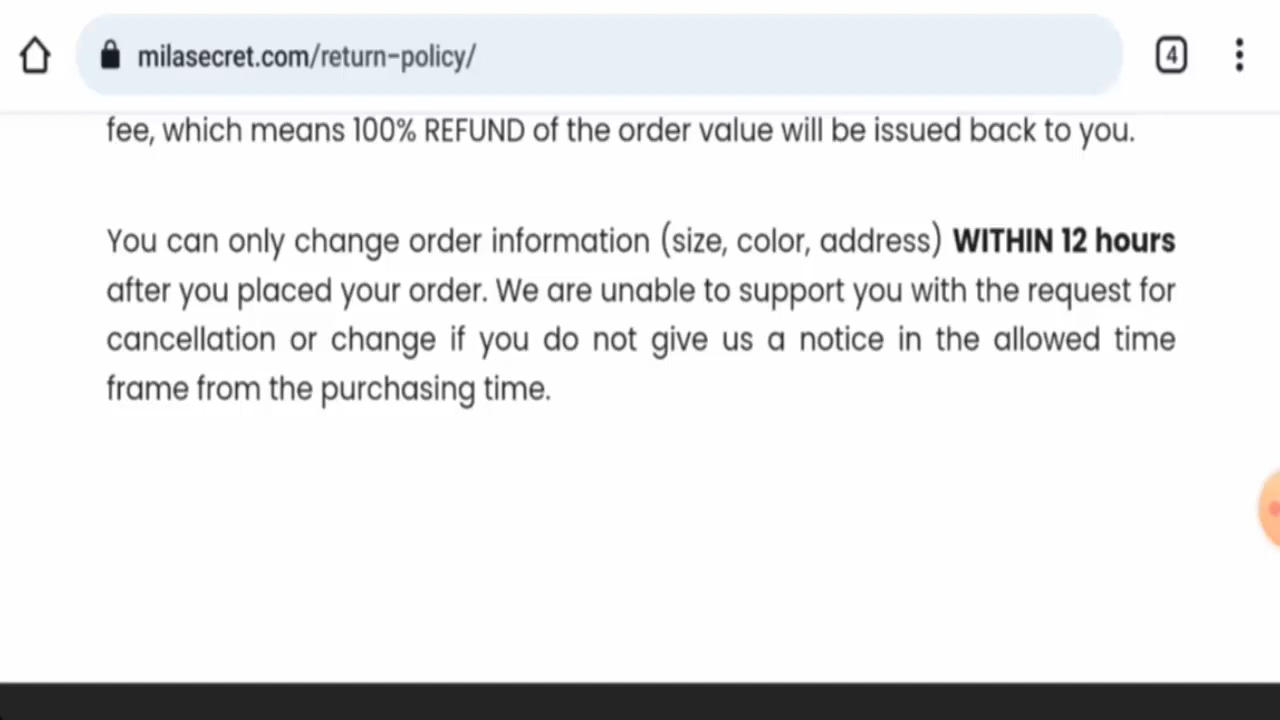 milasecret.com/return-policy/
4
fee, which means 100% REFUND of the order value will be issued back to you.
You can only change order information (size, color, address) WITHIN 12 hours
after you placed your order. We are unable to support you with the request for
cancellation or change if you do not give us a notice in the allowed time
frame from the purchasing time.